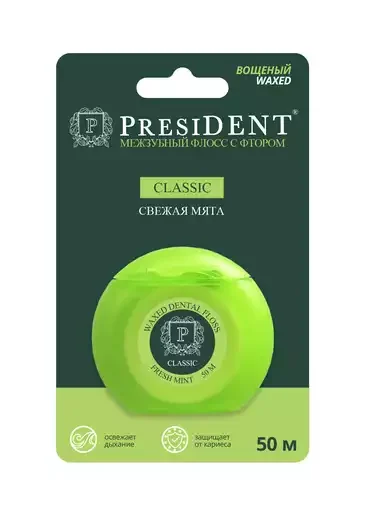 ВОЩЕНЫЙ
WAXED
P
PRESIDENT®
МЕЖЗУБНЫЙ ФЛОСС С ФТОРОМ
CLASSIC
СВЕЖАЯ МЯТА
WAXED DENTAL FLOSS
P
CLASSIC
FRESH MINT 50 M
освежает
дыхание
защищает
от кариеса
50 м